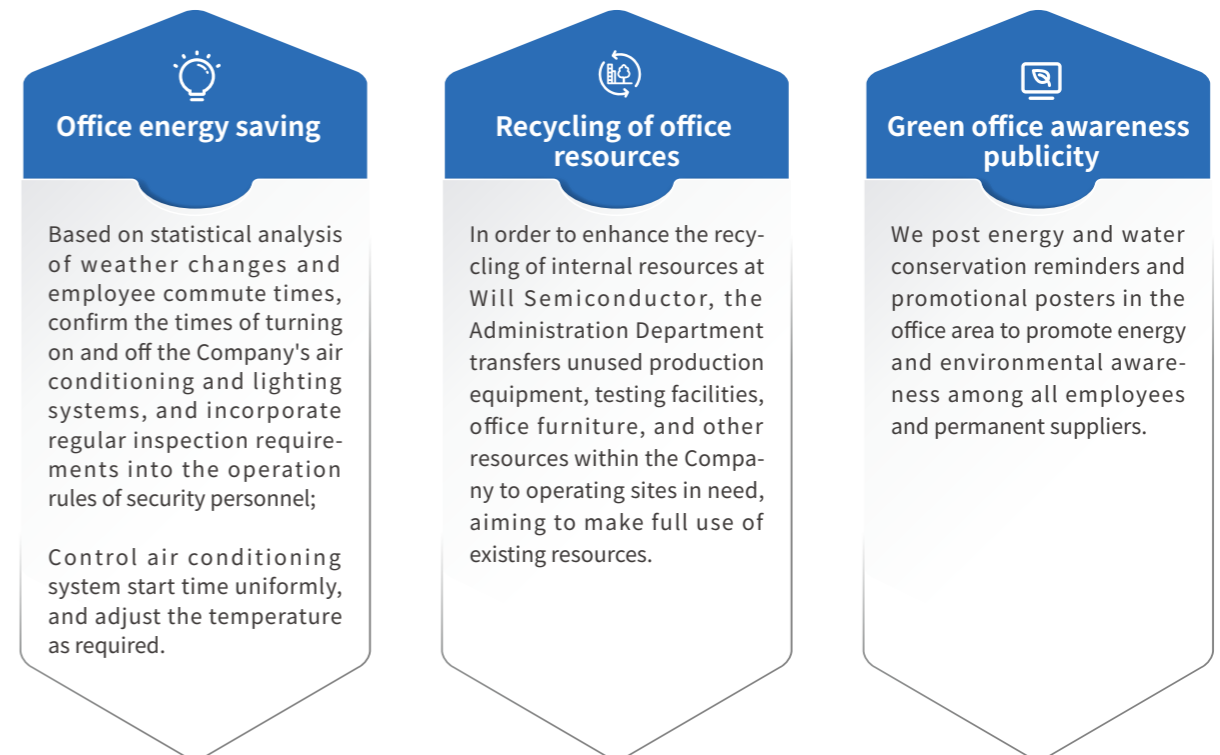 Office energy saving
Based on statistical analysis
of weather changes and
employee commute times,
confirm the times of turning
on and off the Company's air
conditioning and lighting
systems, and incorporate
regular inspection require-
ments into the operation
rules of security personnel;
Control air conditioning
system start time uniformly,
and adjust the temperature
as required.
Recycling of office
resources
In order to enhance the recy-
cling of internal resources at
Will Semiconductor, the
Administration Department
transfers unused production
equipment, testing facilities,
office furniture, and other
resources within the Compa-
ny to operating sites in need,
aiming to make full use of
existing resources.
Green office awareness
publicity
We post energy and water
conservation reminders and
promotional posters in the
office area to promote energy
and environmental aware-
ness among all employees
and permanent suppliers.